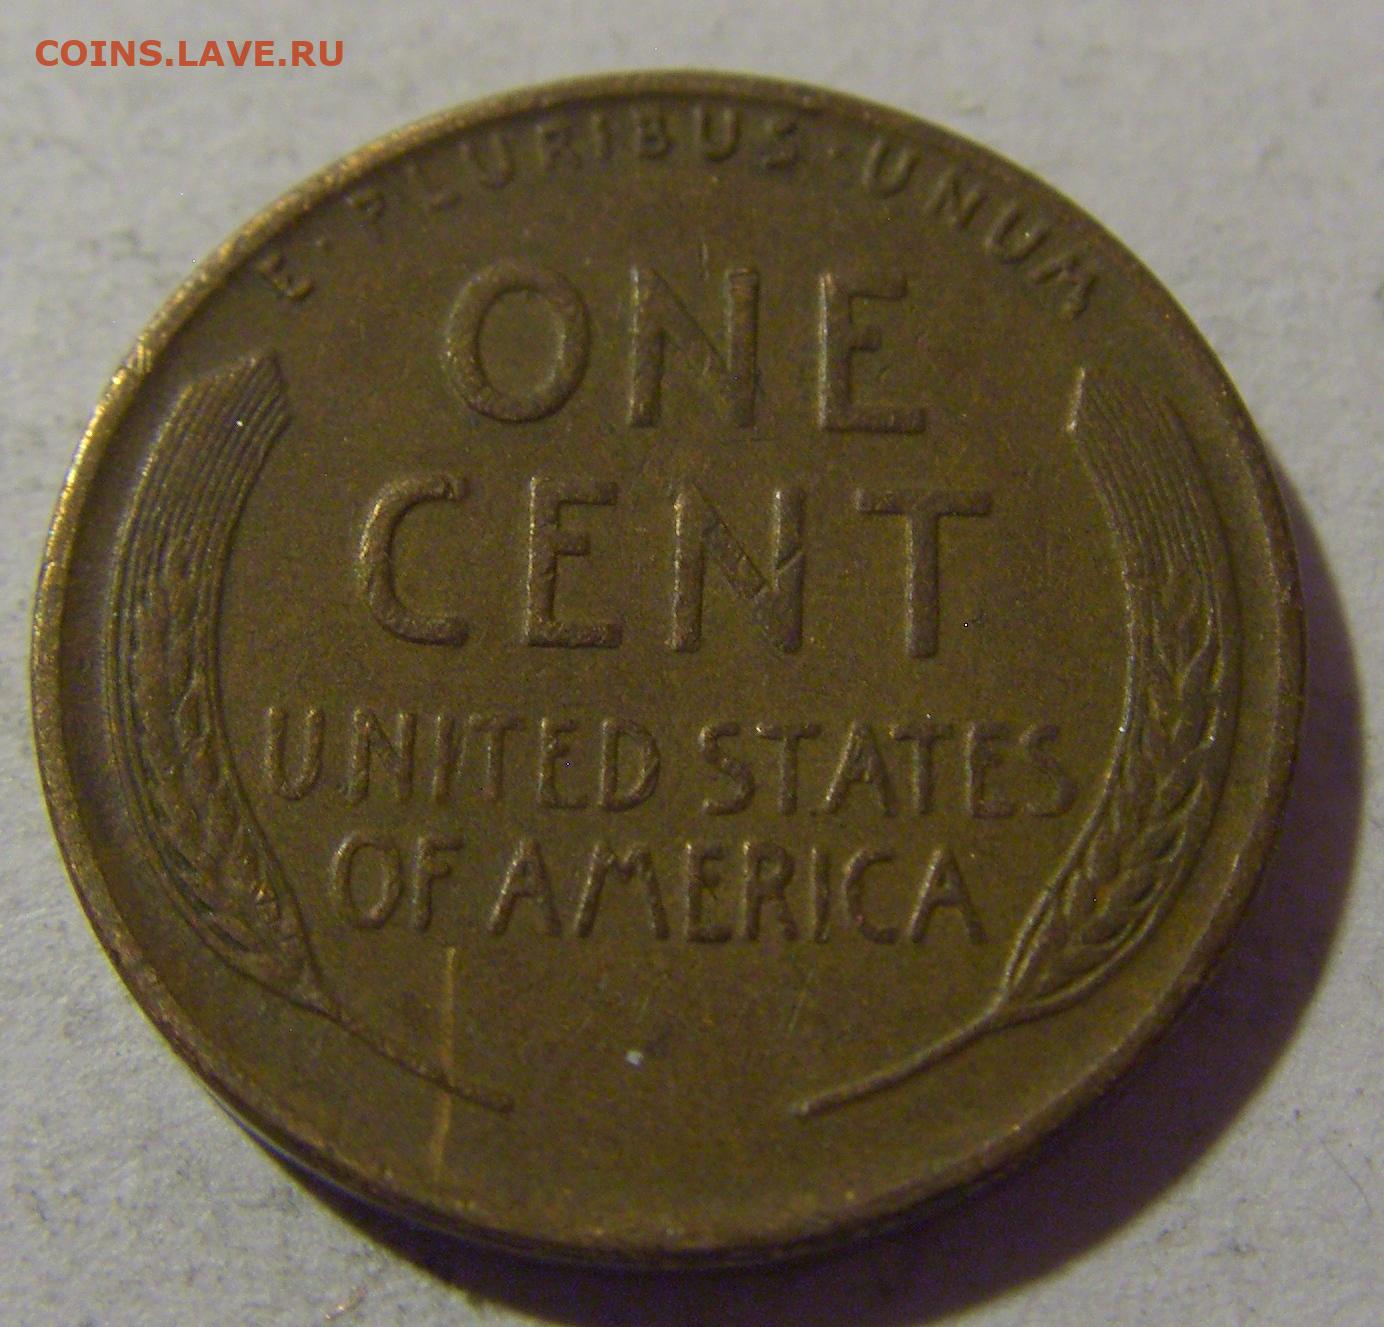 COINS.LAVE.RU
E·PLURIBUS·UNUM
ONE
CENT
UNITED STATES
OF AMERICA